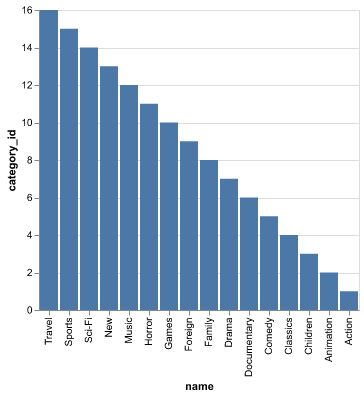 16
14
12
10
8
6
4
2
0
category_id
Travel
Sports
Sci-Fi
New
Music
Horror
Games
Foreign
Family
Drama
Documentary
Comedy
Classics
Children
Animation
Action
name